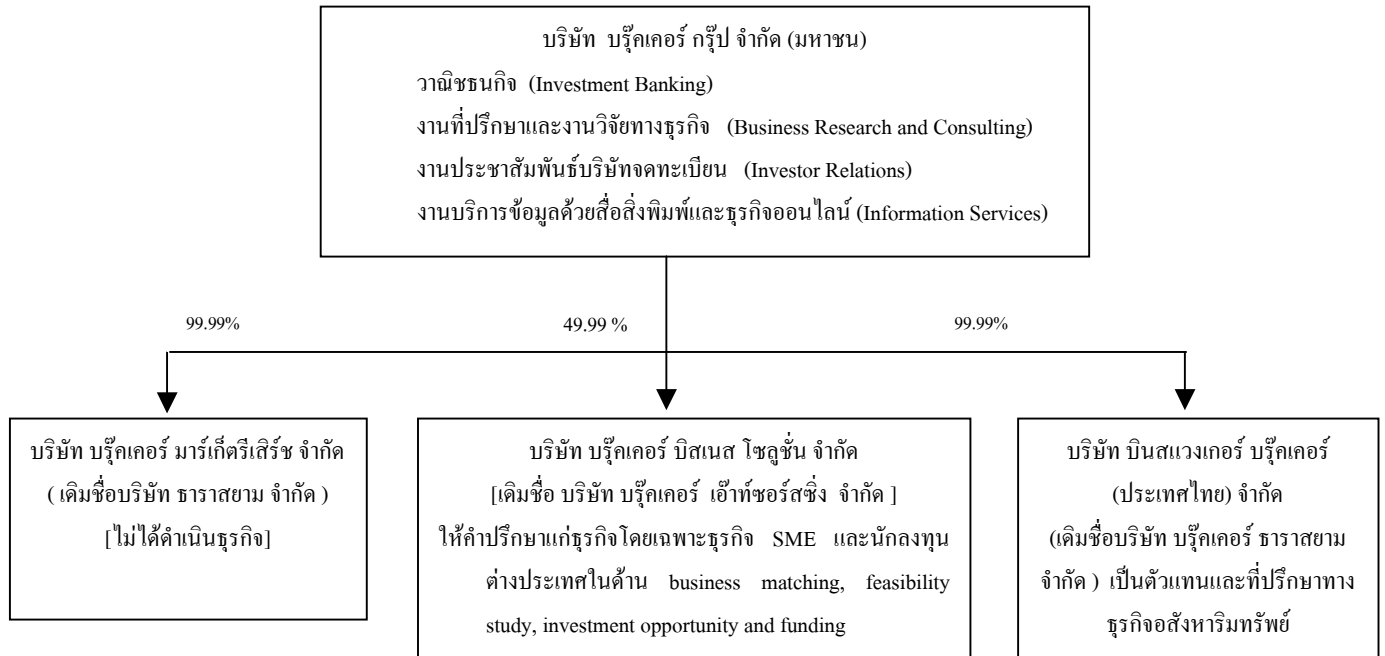 บริษัท บรุ๊คเคอร์ กรุ๊ป จำกัด (มหาชน)
วาณิชธนกิจ (Investment Banking)
งานที่ปรึกษาและงานวิจัยทางธุรกิจ (Business Research and Consulting)
งานประชาสัมพันธ์บริษัทจดทะเบียน (Investor Relations)
งานบริการข้อมูลด้วยสื่อสิ่งพิมพ์และธุรกิจออนไลน์ (Information Services)
99.99%
49.99 %
99.99%
บริษัท บรุ๊คเคอร์ มาร์เก็ตรีเสิร์ช จำกัด
( เดิมชื่อบริษัท ธาราสยาม จำกัด )
[ไม่ได้ดำเนินธุรกิจ]
บริษัท บรุ๊คเคอร์ บิสเนส โซลูชั่น จำกัด
[เดิมชื่อ บริษัท บรุ๊คเคอร์ เอ๊าท์ซอร์สซิ่ง จำกัด ]
ให้คำปรึกษาแก่ธุรกิจโดยเฉพาะธุรกิจ SME และนักลงทุน
ต่างประเทศในด้าน business matching, feasibility
study, investment opportunity and funding
บริษัท บินสแวงเกอร์ บรุ๊คเคอร์
(ประเทศไทย) จำกัด
(เดิมชื่อบริษัท บรุ๊คเคอร์ ธาราสยาม
จำกัด ) เป็นตัวแทนและที่ปรึกษาทาง
ธุรกิจอสังหาริมทรัพย์